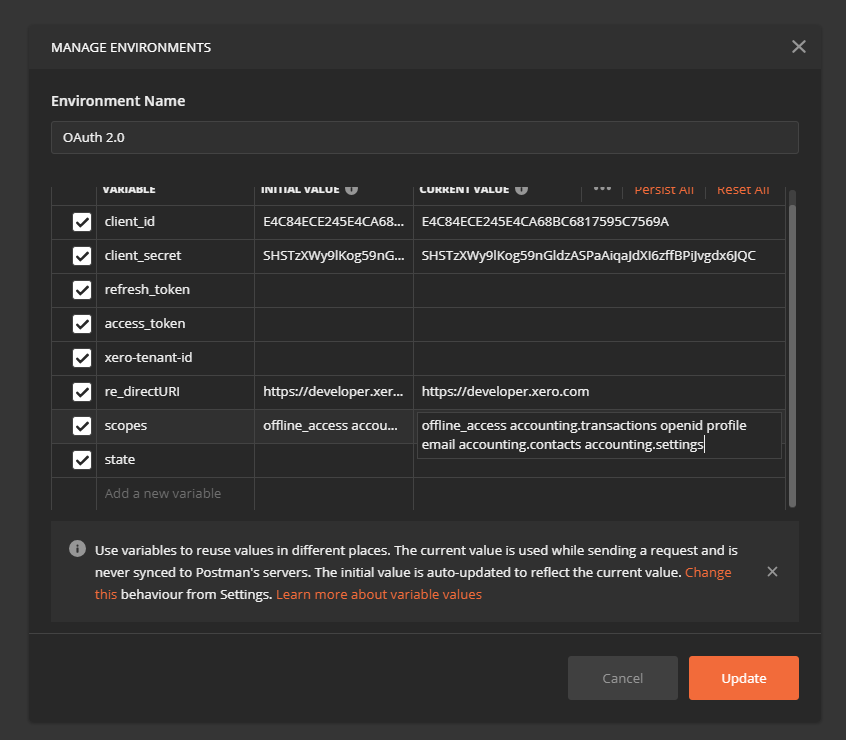 MANAGE ENVIRONMENTS
Environment Name
OAuth 2.0
VARIABLE INITIAL VALUE CURRENT VALUE ••• Persist All Reset All
client_id E4C84ECE245E4CA68... E4C84ECE245E4CA68BC6817595C7569A
client_secret SHSTzXWy9lKog59nG... SHSTzXWy9lKog59nGldzASPaAiqaJdXI6zffBPiJvgdx6JQC
refresh_token
access_token
xero-tenant-id
re_directURI https://developer.xer... https://developer.xero.com
scopes offline_access accou... offline_access accounting.transactions openid profile
email accounting.contacts accounting.settings
state
Add a new variable
Use variables to reuse values in different places. The current value is used while sending a request and is
never synced to Postman's servers. The initial value is auto-updated to reflect the current value. Change
this behaviour from Settings. Learn more about variable values
Cancel Update